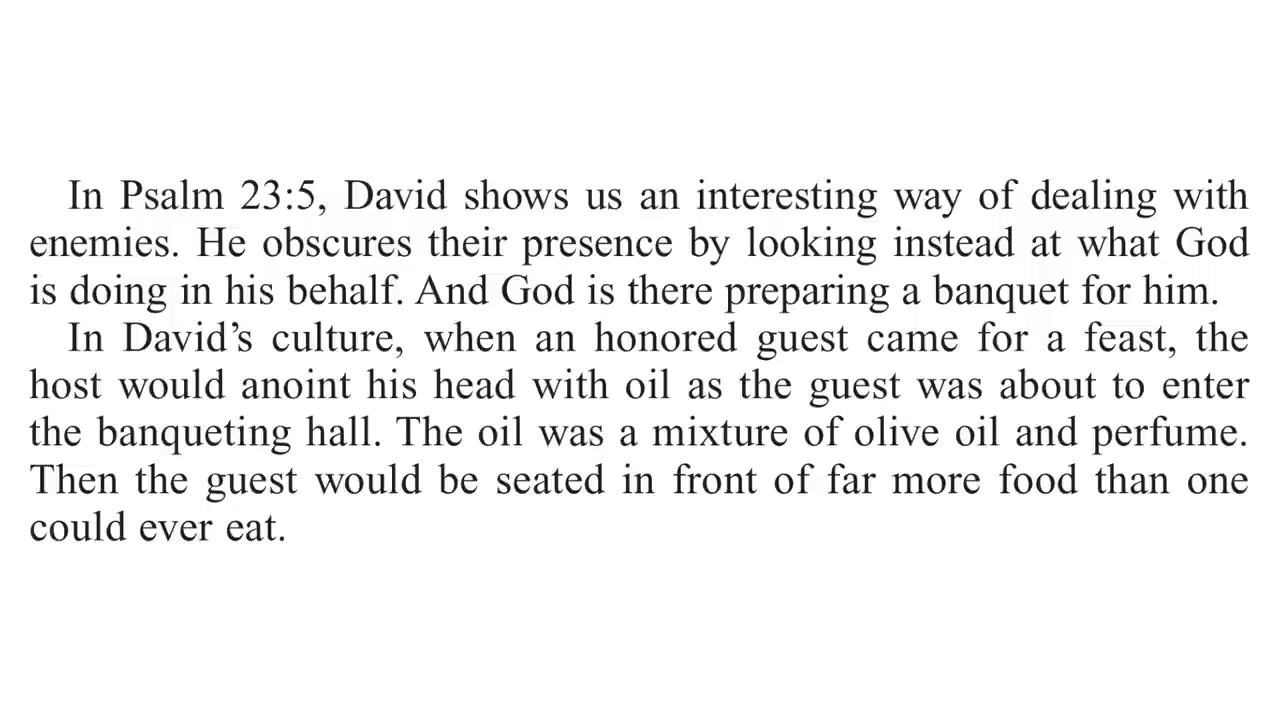 In Psalm 23:5, David shows us an interesting way of dealing with
enemies. He obscures their presence by looking instead at what God
is doing in his behalf. And God is there preparing a banquet for him.
In David’s culture, when an honored guest came for a feast, the
host would anoint his head with oil as the guest was about to enter
the banqueting hall. The oil was a mixture of olive oil and perfume.
Then the guest would be seated in front of far more food than one
could ever eat.